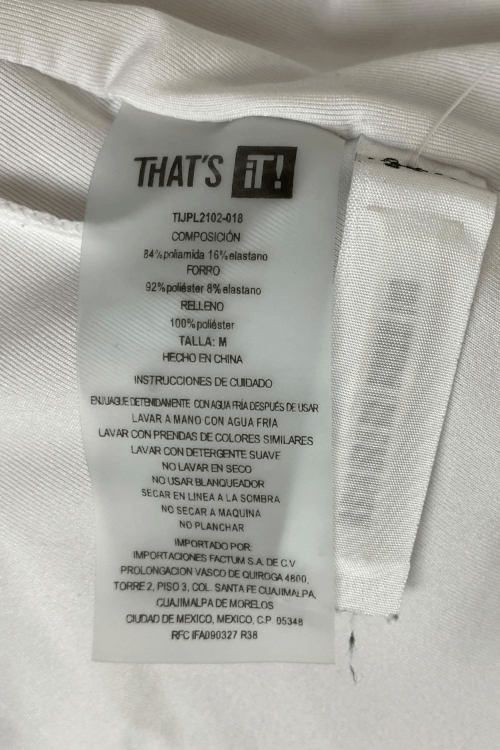 THAT'S iT!
TIJPL2102-018
COMPOSICIÓN
84%poliamida 16%elastano
FORRO
92%poliéster 8%elastano
RELLENO
100%poliéster
TALLA: M
HECHO EN CHINA
INSTRUCCIONES DE CUIDADO
ENJUAGUE DETENIDAMENTE CON AGUA FRÍA DESPUÉS DE USAR
LAVAR A MANO CON AGUA FRIA
LAVAR CON PRENDAS DE COLORES SIMILARES
LAVAR CON DETERGENTE SUAVE
NO LAVAR EN SECO
NO USAR BLANQUEADOR
SECAR EN LINEA A LA SOMBRA
NO SECAR A MAQUINA
NO PLANCHAR
IMPORTADO POR:
IMPORTACIONES FACTUM S.A. DE C.V
PROLONGACION VASCO DE QUIROGA 4800,
TORRE 2, PISO 3, COL. SANTA FE CUAJIMALPA,
CUAJIMALPA DE MORELOS
CIUDAD DE MEXICO, MEXICO, C.P. 05348
RFC IFA090327 R38